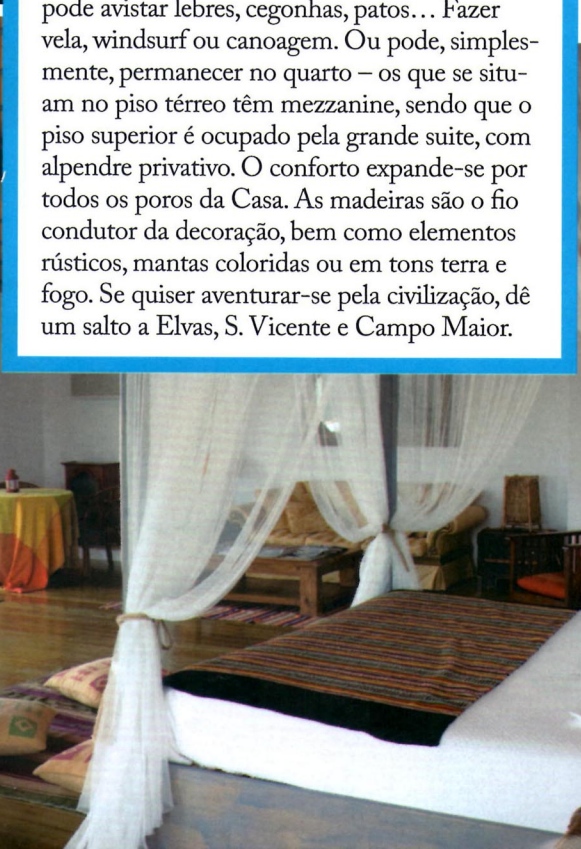 pode avistar lebres, cegonhas, patos… Fazer
vela, windsurf ou canoagem. Ou pode, simples-
mente, permanecer no quarto – os que se situ-
am no piso térreo têm mezzanine, sendo que o
piso superior é ocupado pela grande suite, com
alpendre privativo. O conforto expande-se por
todos os poros da Casa. As madeiras são o fio
condutor da decoração, bem como elementos
rústicos, mantas coloridas ou em tons terra e
fogo. Se quiser aventurar-se pela civilização, dê
um salto a Elvas, S. Vicente e Campo Maior.